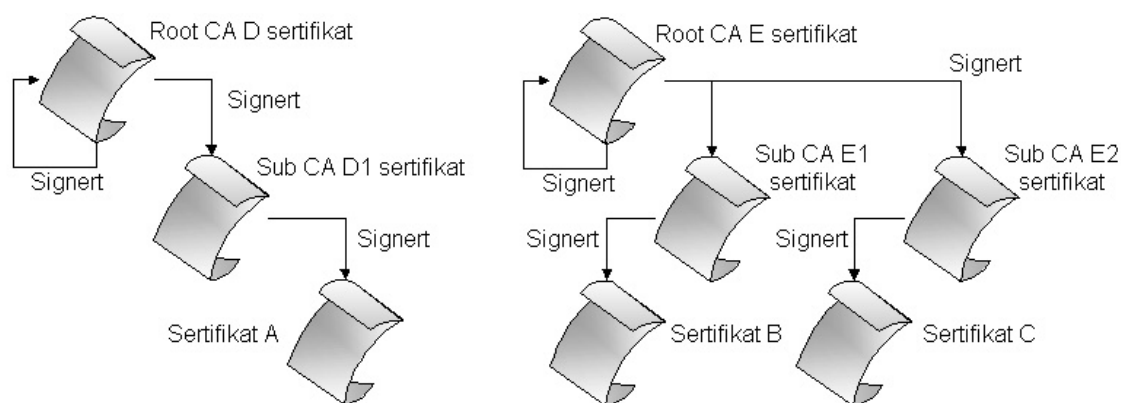 Root CA D sertifikat
Signert
Signert
Sub CA D1 sertifikat
Signert
Sertifikat A
Root CA E sertifikat
Signert
Signert
Sub CA E1
sertifikat
Sub CA E2
sertifikat
Signert
Signert
Sertifikat B
Sertifikat C